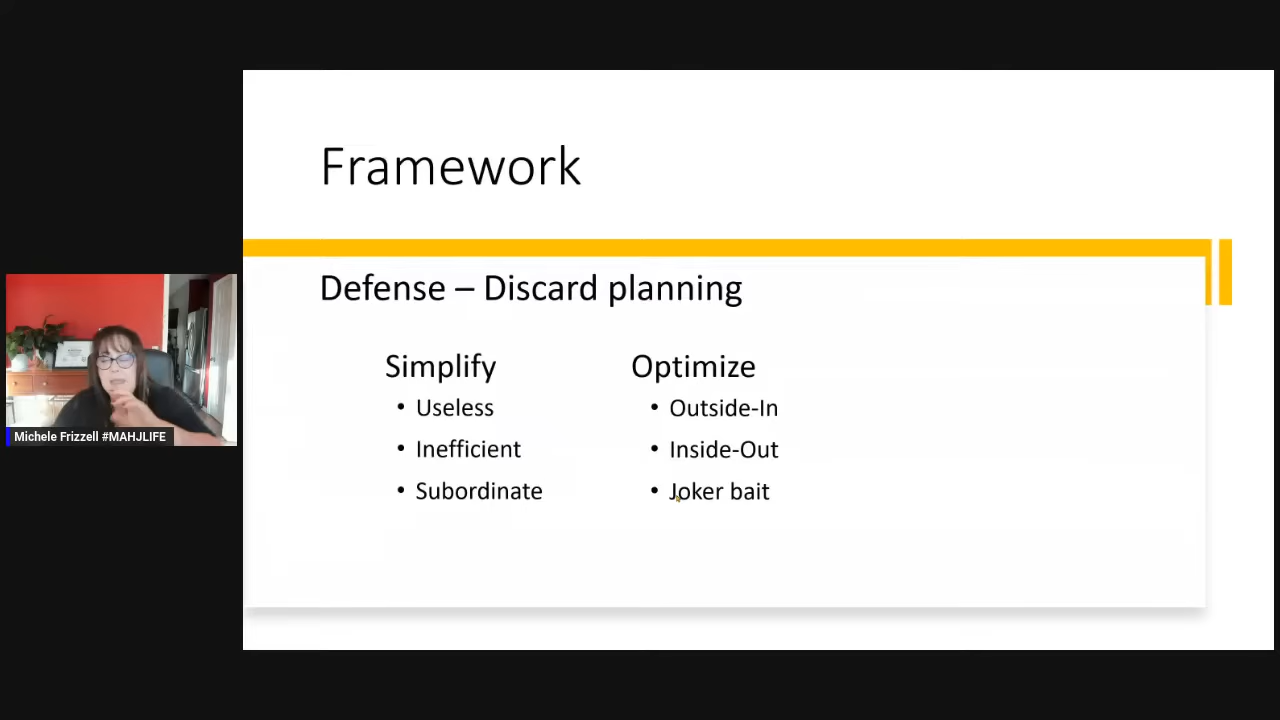 Framework
Defense – Discard planning
Simplify
• Useless
• Inefficient
• Subordinate
Optimize
• Outside-In
• Inside-Out
• Joker bait
Michele Frizzell #MAHJLIFE